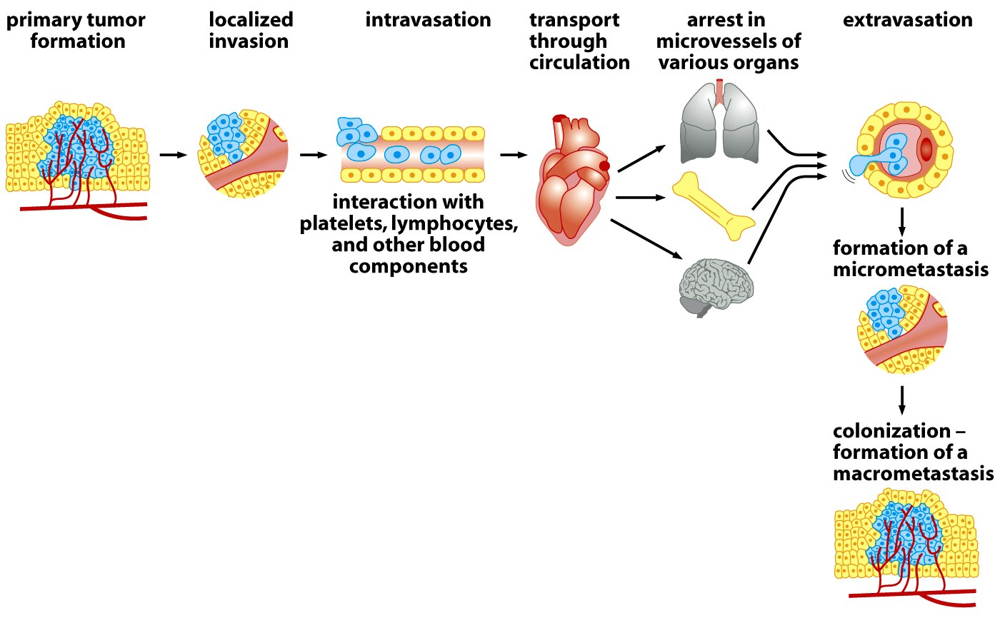 primary tumor
formation
localized
invasion
intravasation
interaction with
platelets, lymphocytes,
and other blood
components
transport
through
circulation
arrest in
microvessels of
various organs
extravasation
formation of a
micrometastasis
colonization –
formation of a
macrometastasis